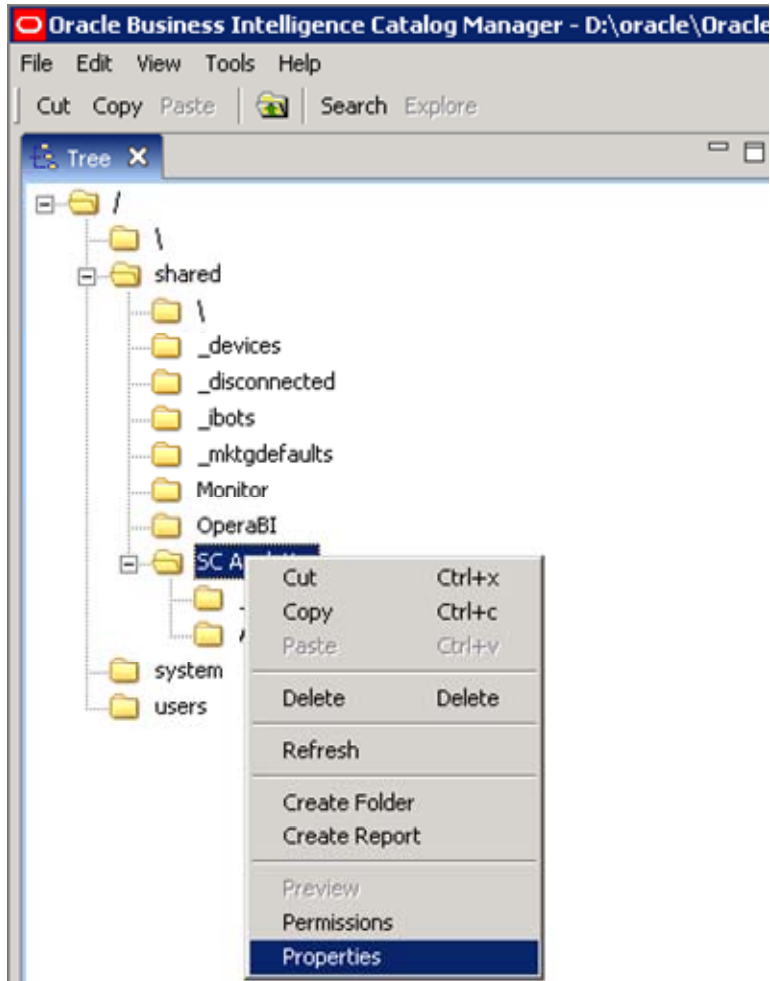 Oracle Business Intelligence Catalog Manager - D:\oracle\Oracle
File Edit View Tools Help
Cut Copy Paste Search Explore
Tree
/
\
shared
\
_devices
_disconnected
_ibots
_mktgdefaults
Monitor
OperaBI
SC
Cut Ctrl+x
Copy Ctrl+c
Paste Ctrl+v
Delete Delete
Refresh
Create Folder
Create Report
Preview
Permissions
Properties
system
users